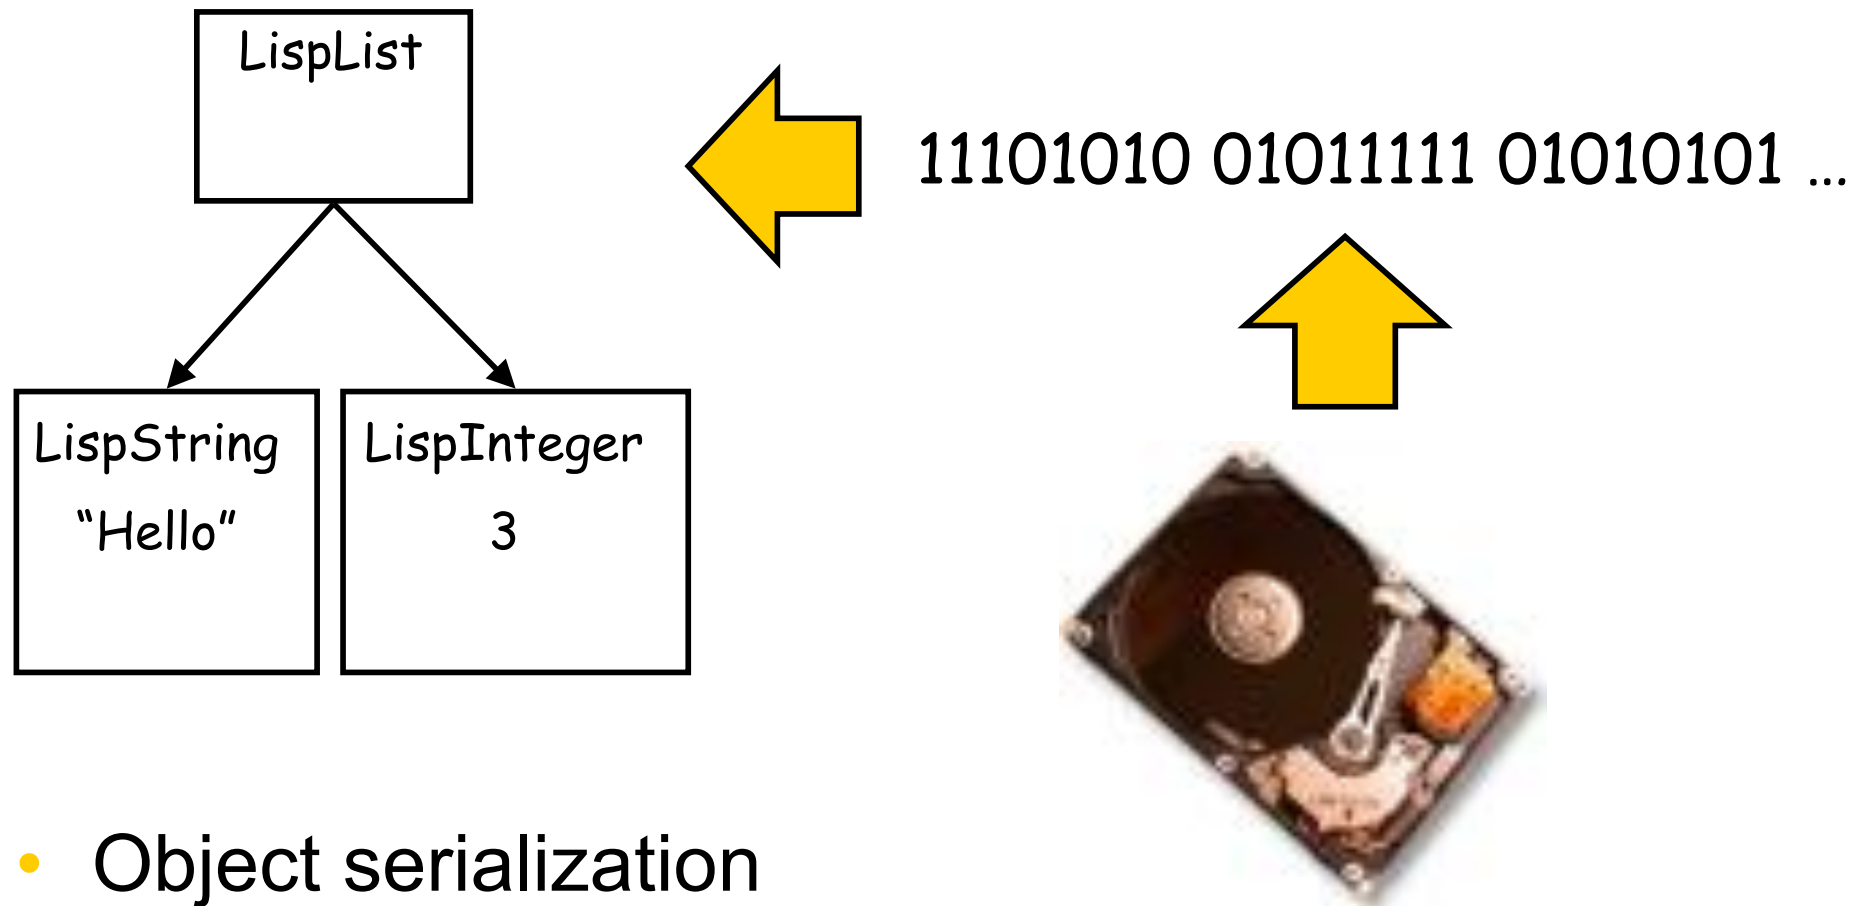 LispList
11101010 01011111 01010101 ...
LispString
“Hello”
LispInteger
3
• Object serialization